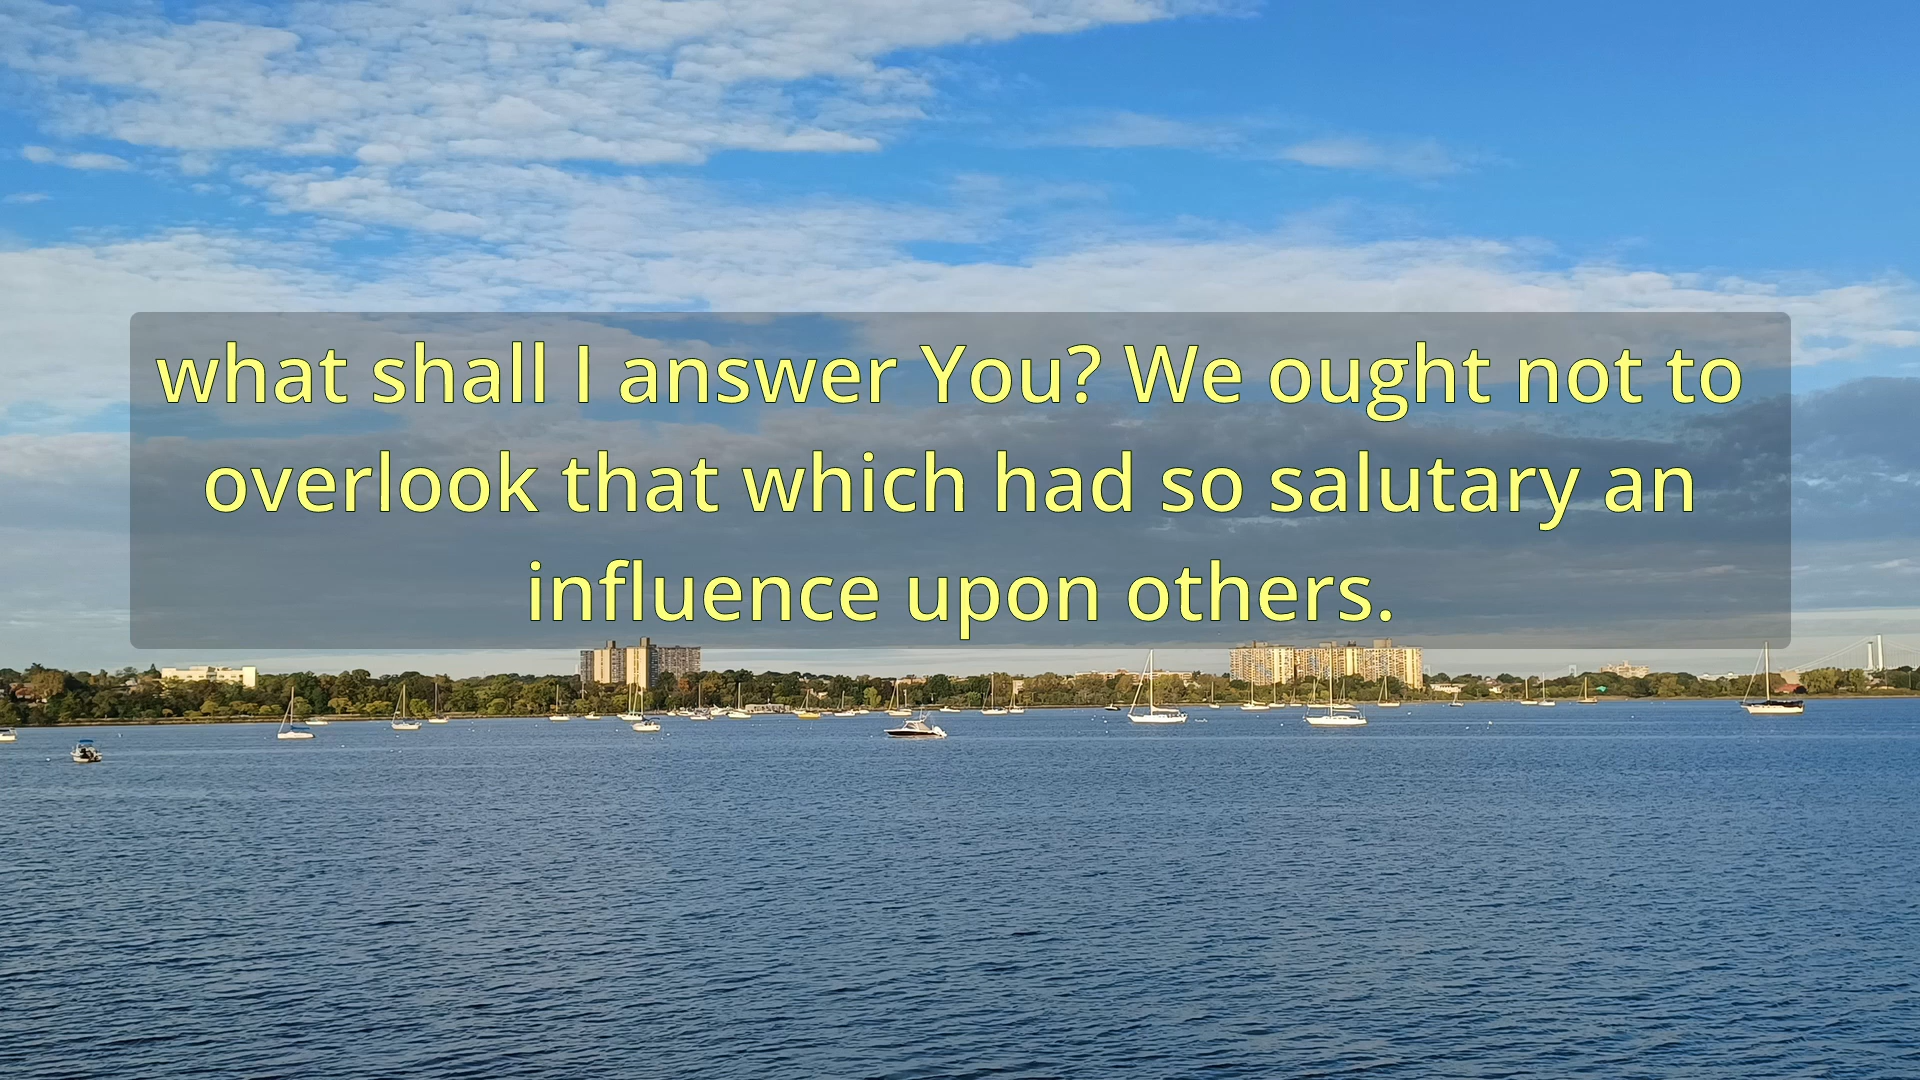 what shall I answer You? We ought not to
overlook that which had so salutary an
influence upon others.